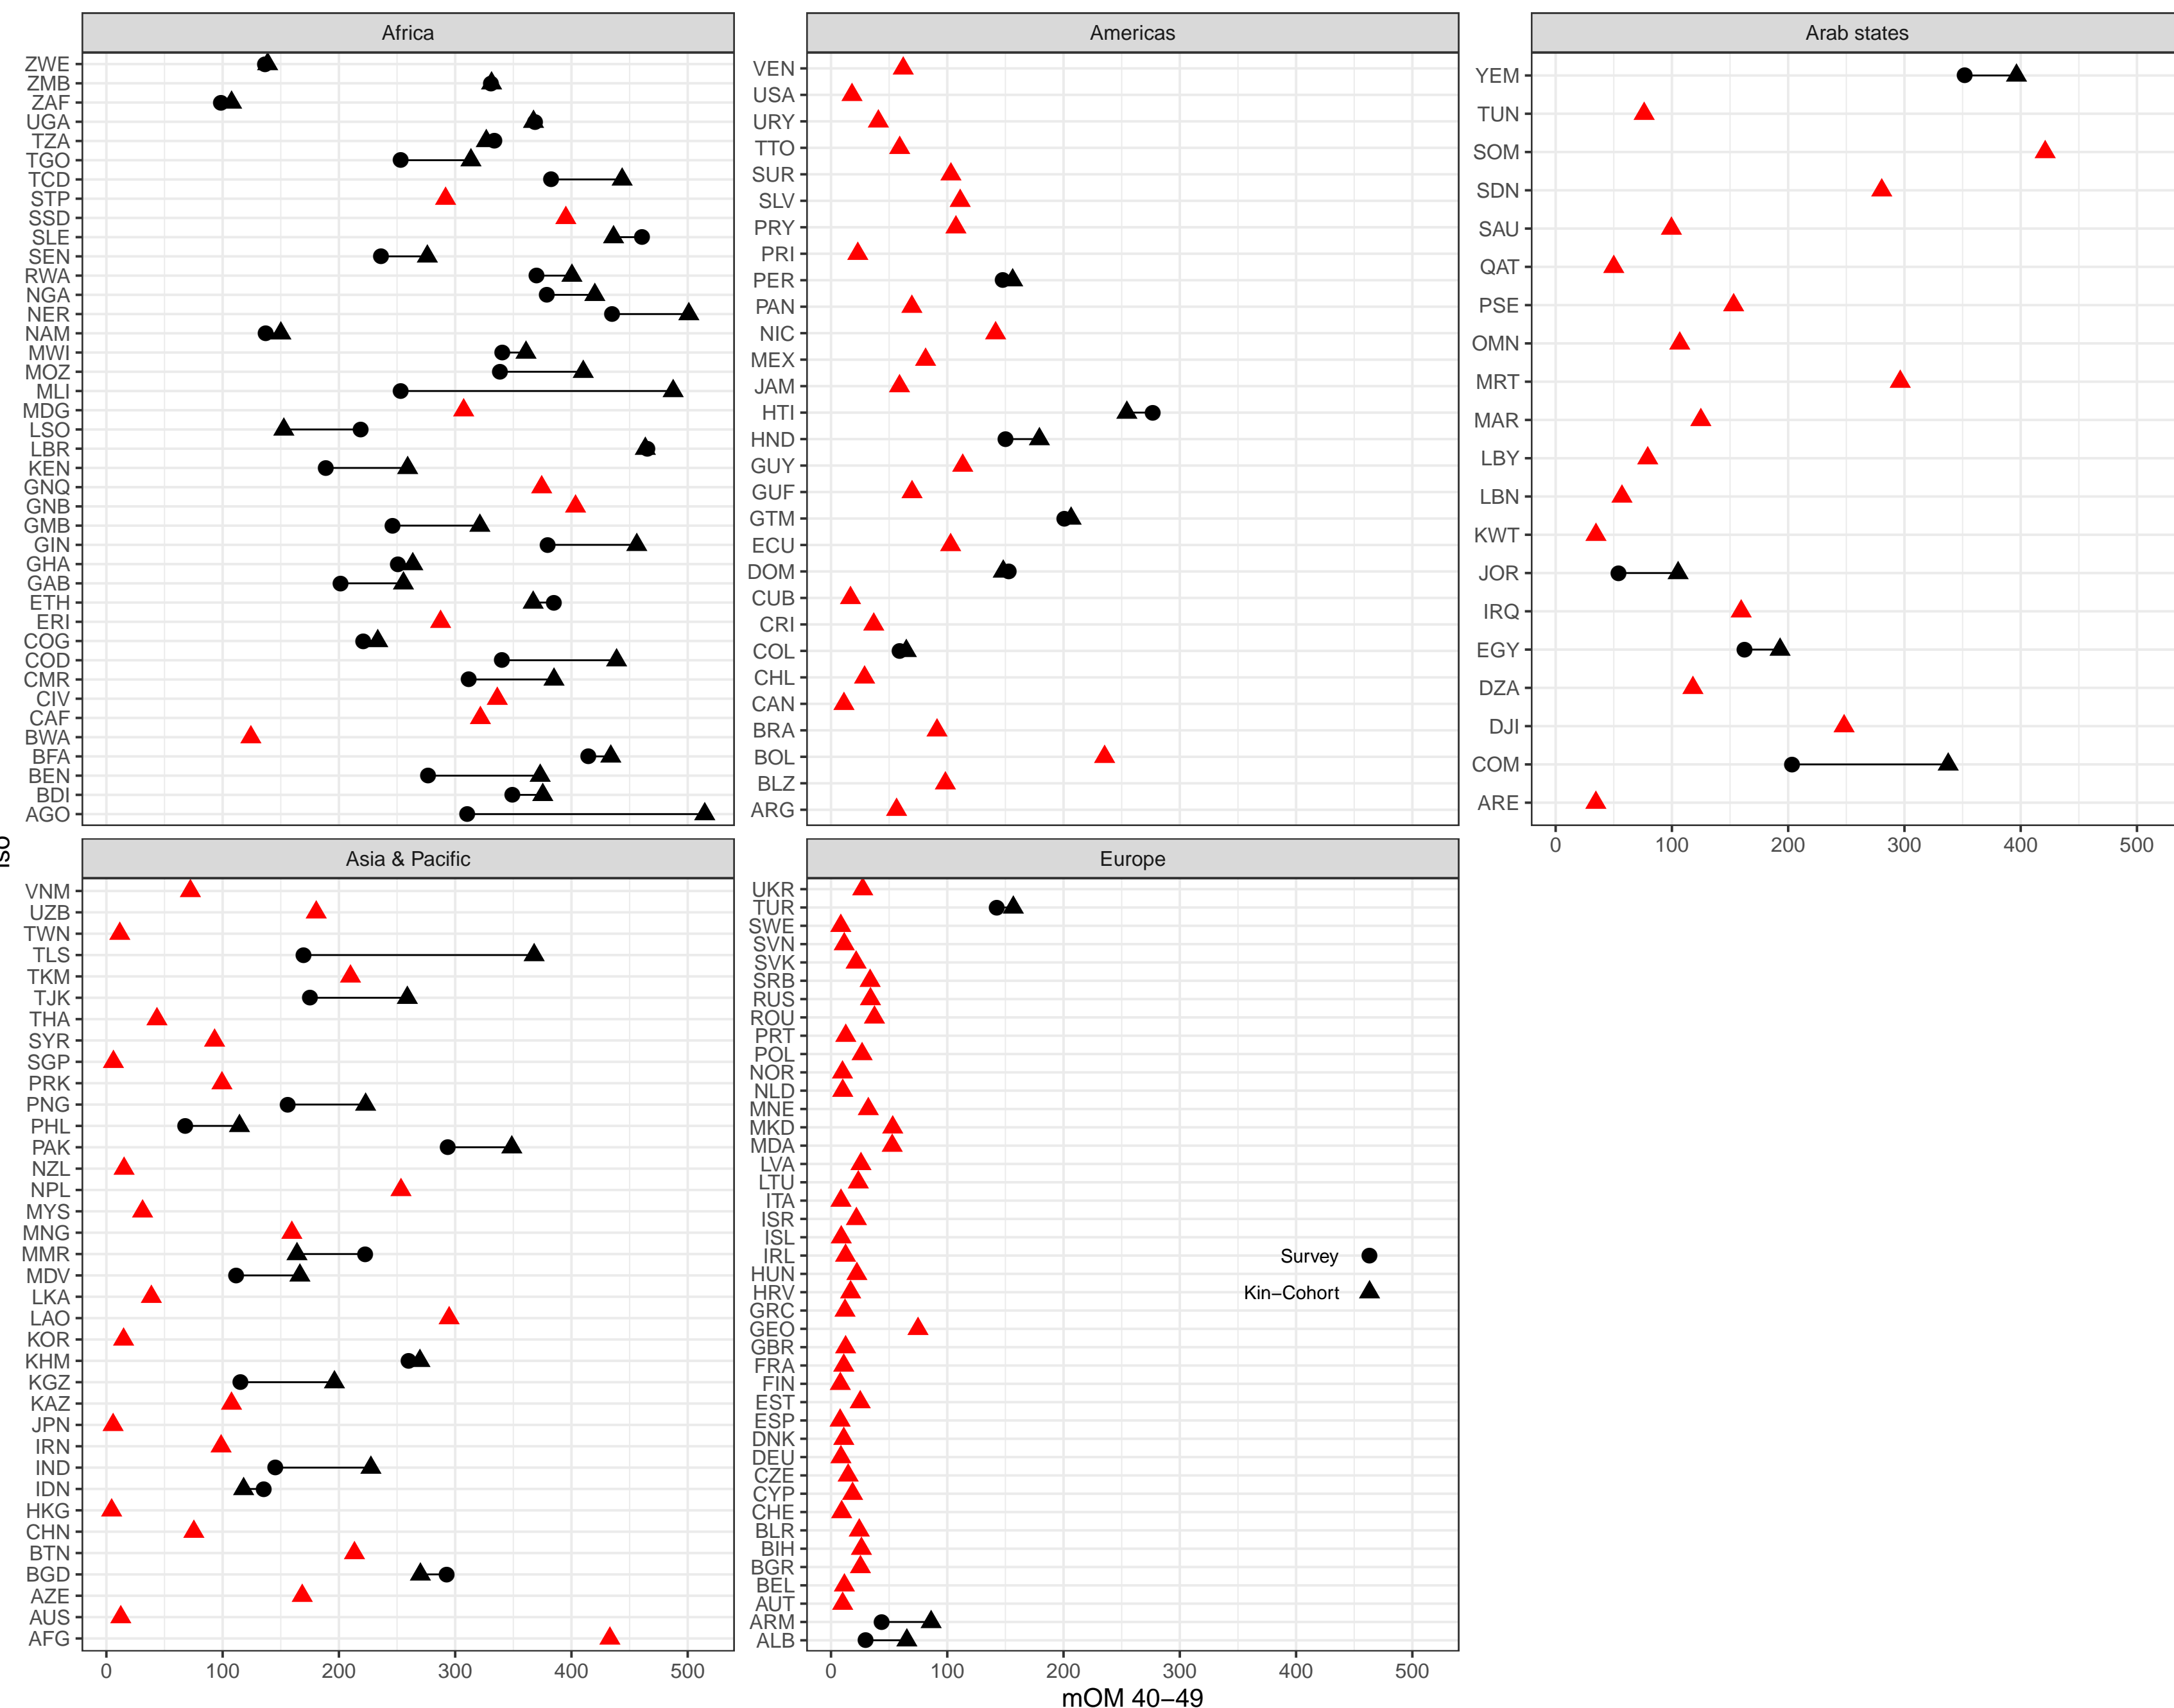 Africa
ZWE
ZMB
ZAF
UGA
TZA
TGO
TCD
STP
SSD
SLE
SEN
RWA
NGA
NER
NAM
MWI
MOZ
MLI
MDG
LSO
LBR
KEN
GNQ
GNB
GMB
GIN
GHA
GAB
ETH
ERI
COG
COD
CMR
CIV
CAF
BWA
BFA
BEN
BDI
AGO
Americas
VEN
USA
URY
TTO
SUR
SLV
PRY
PRI
PER
PAN
NIC
MEX
JAM
HTI
HND
GUY
GUF
GTM
ECU
DOM
CUB
CRI
COL
CHL
CAN
BRA
BOL
BLZ
ARG
Arab states
YEM
TUN
SOM
SDN
SAU
QAT
PSE
OMN
MRT
MAR
LBY
LBN
KWT
JOR
IRQ
EGY
DZA
DJI
COM
ARE
0 100 200 300 400 500
Asia & Pacific
VNM
UZB
TWN
TLS
TKM
TJK
THA
SYR
SGP
PRK
PNG
PHL
PAK
NZL
NPL
MYS
MNG
MMR
MDV
LKA
LAO
KOR
KHM
KGZ
KAZ
JPN
IRN
IND
IDN
HKG
CHN
BTN
BGD
AZE
AUS
AFG
0 100 200 300 400 500
Europe
UKR
TUR
SWE
SVN
SVK
SRB
RUS
ROU
PRT
POL
NOR
NLD
MNE
MKD
MDA
LVA
LTU
ITA
ISR
ISL
IRL
HUN
HRV
GRC
GEO
GBR
FRA
FIN
EST
ESP
DNK
DEU
CZE
CYP
CHE
BLR
BIH
BGR
BEL
AUT
ARM
ALB
Survey
Kin−Cohort
0 100 200 300 400 500
mOM 40−49